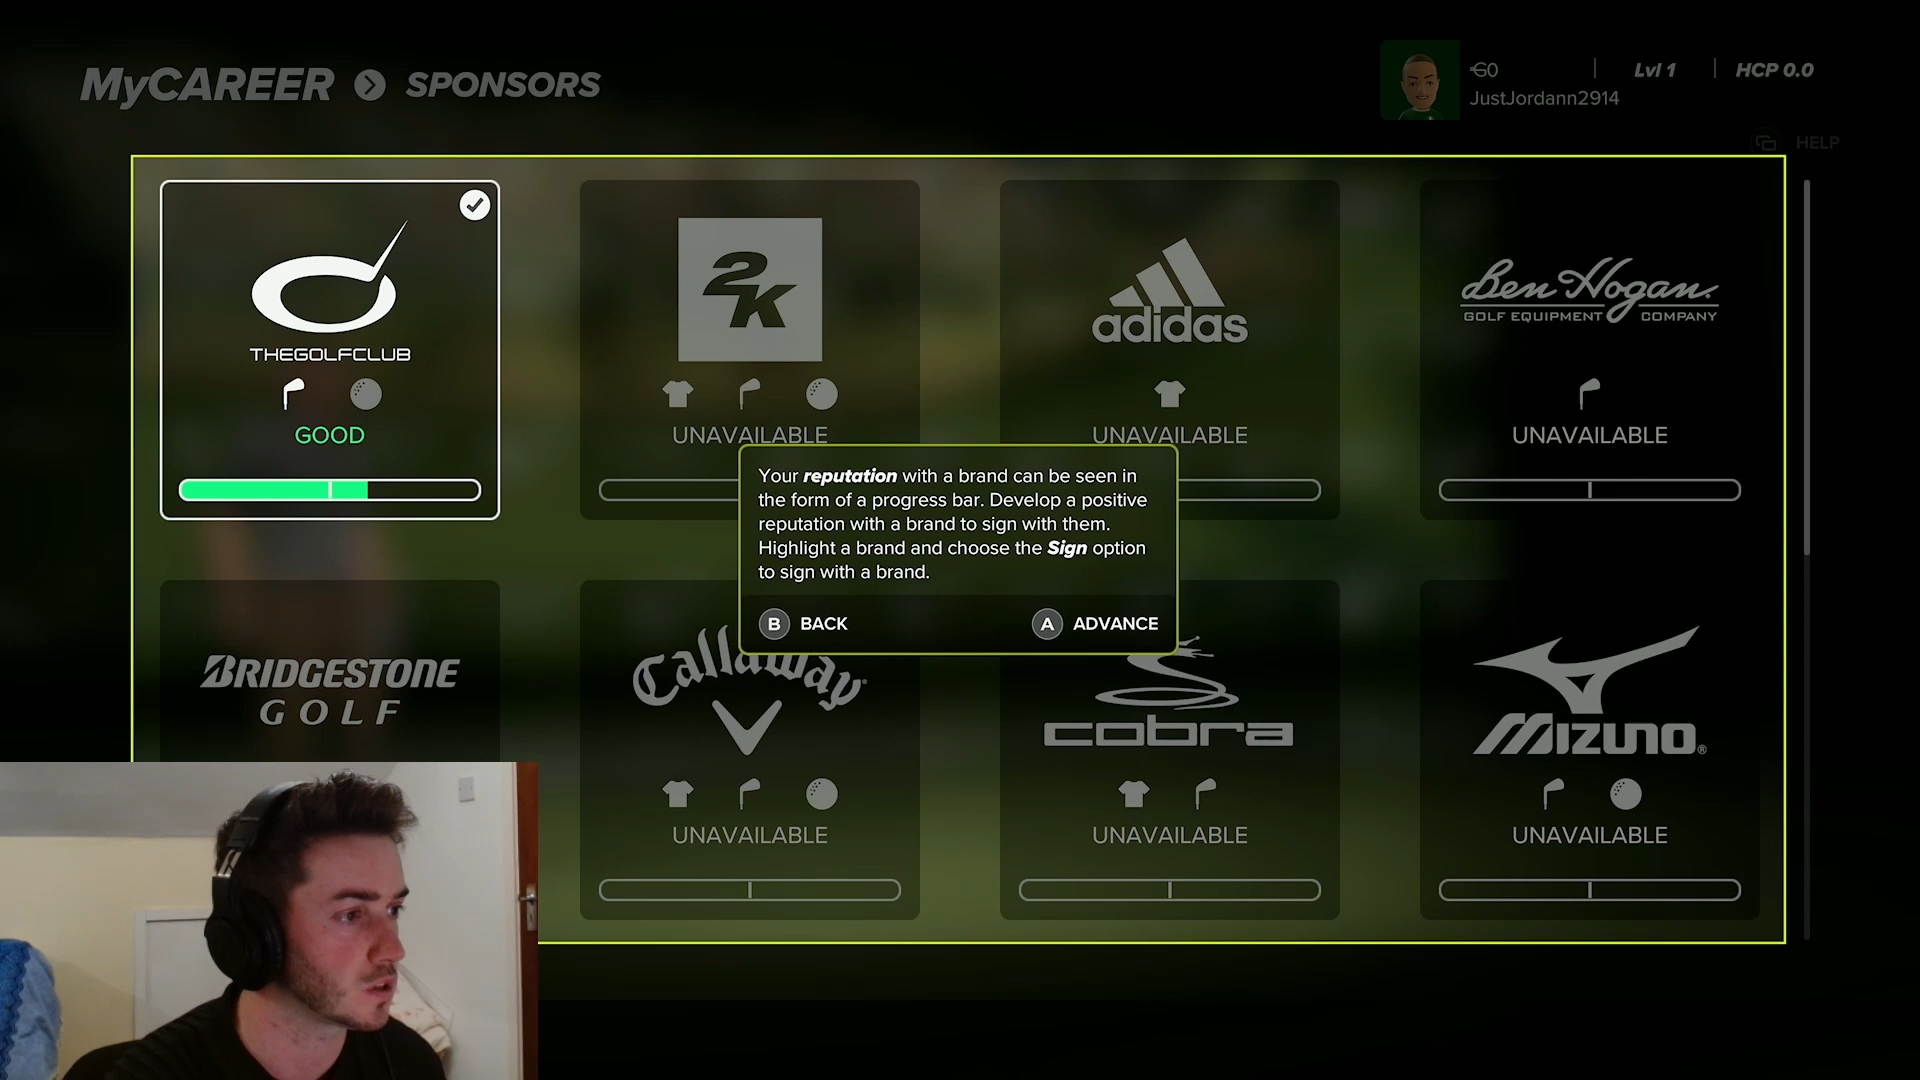 MyCAREER SPONSORS
G0 Lvl 1 HCP 0.0
JustJordann2914
HELP
THEGOLFCLUB
GOOD
2K
UNAVAILABLE
adidas
UNAVAILABLE
Ben Hogan.
GOLF EQUIPMENT COMPANY
UNAVAILABLE
Your reputation with a brand can be seen in
the form of a progress bar. Develop a positive
reputation with a brand to sign with them.
Highlight a brand and choose the Sign option
to sign with a brand.
B BACK A ADVANCE
BRIDGESTONE
GOLF
Callaway
UNAVAILABLE
cobra
UNAVAILABLE
MIZUNO®
UNAVAILABLE